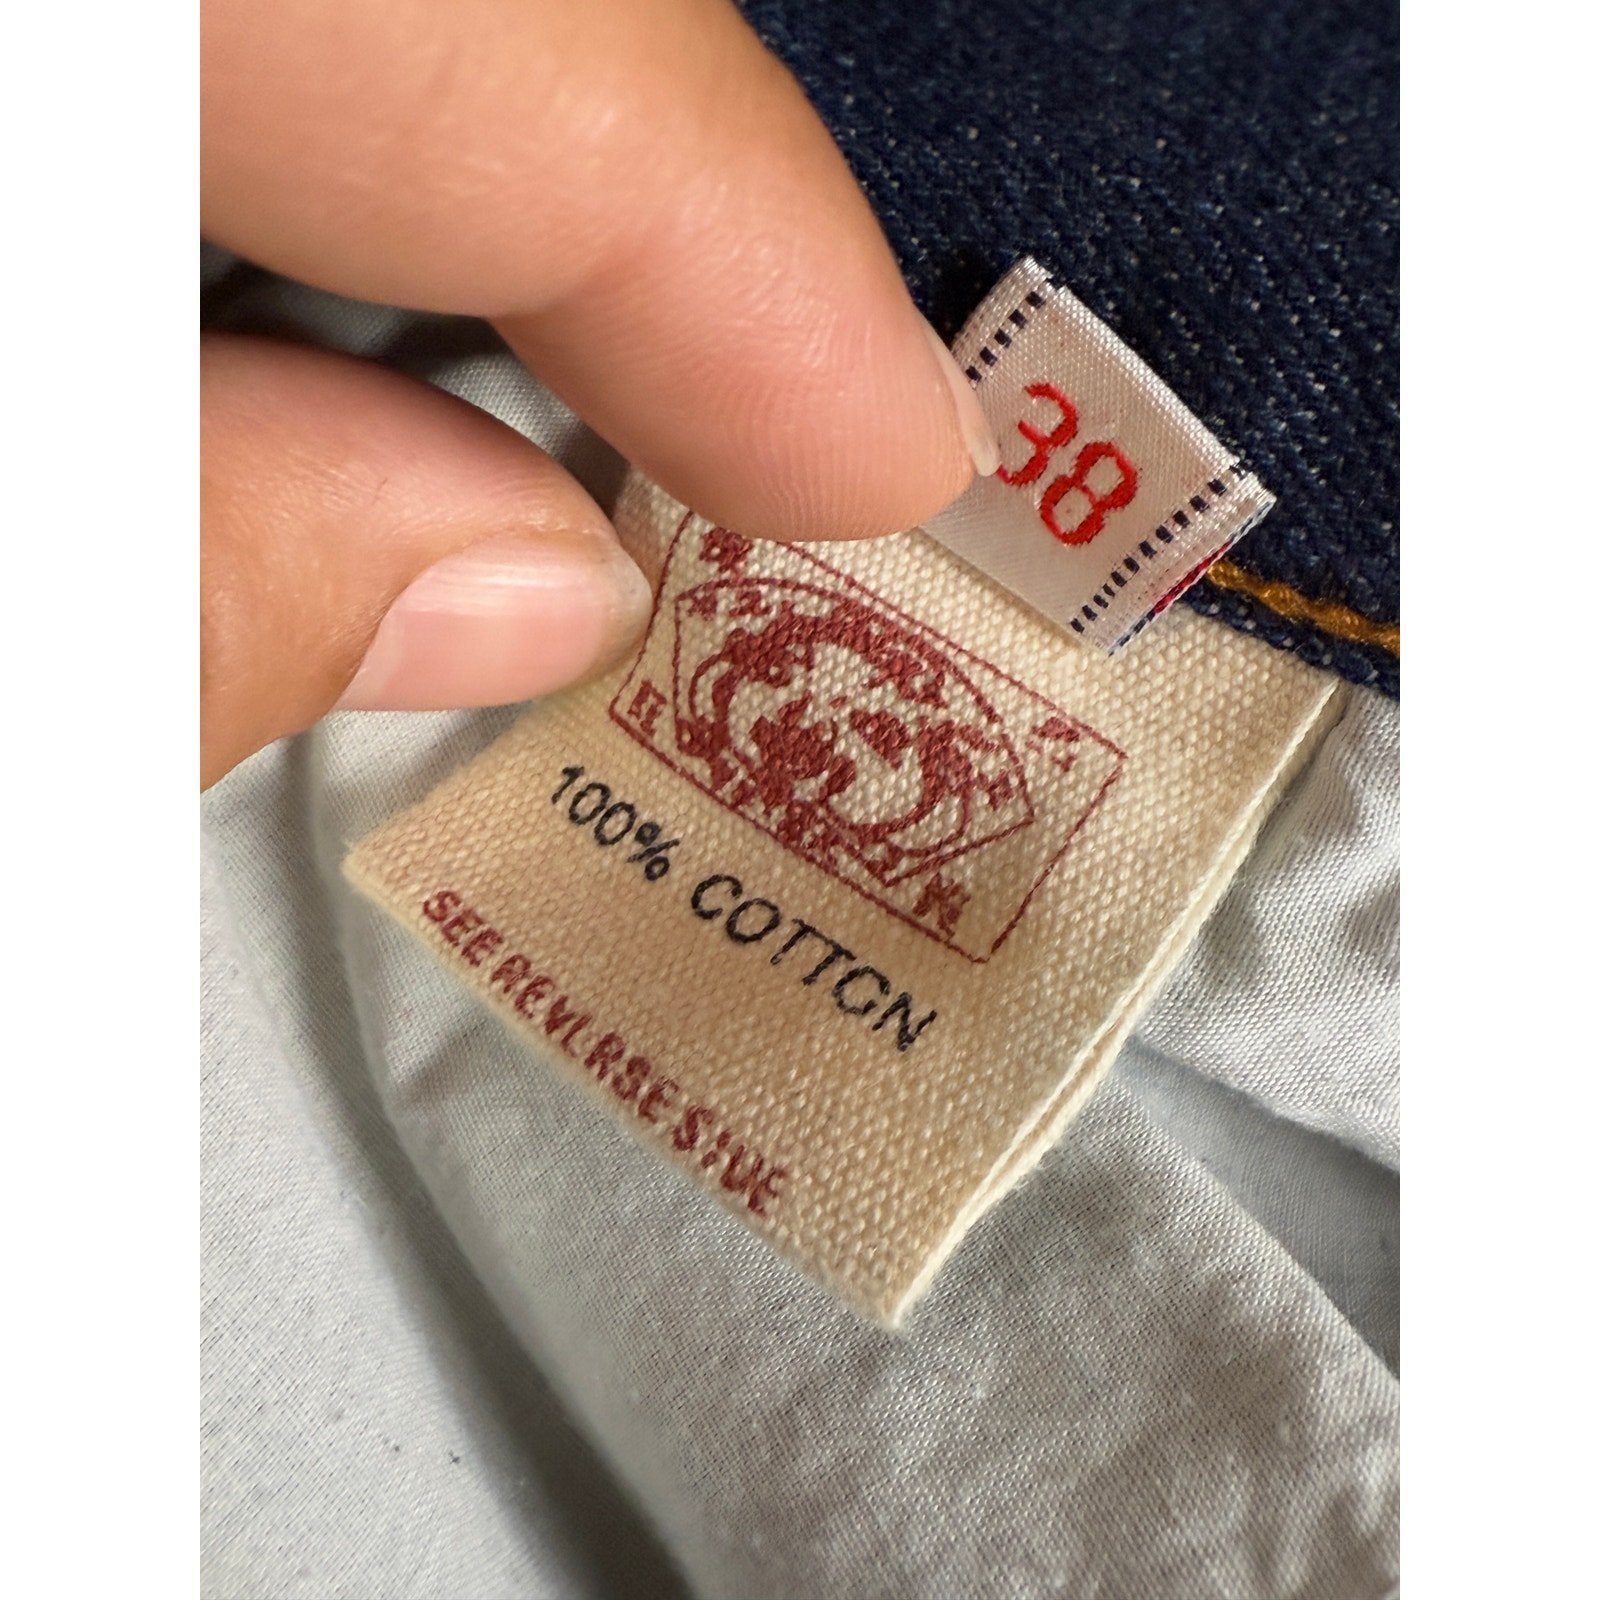 38
100% COTTON
SEE REVERSE SIDE